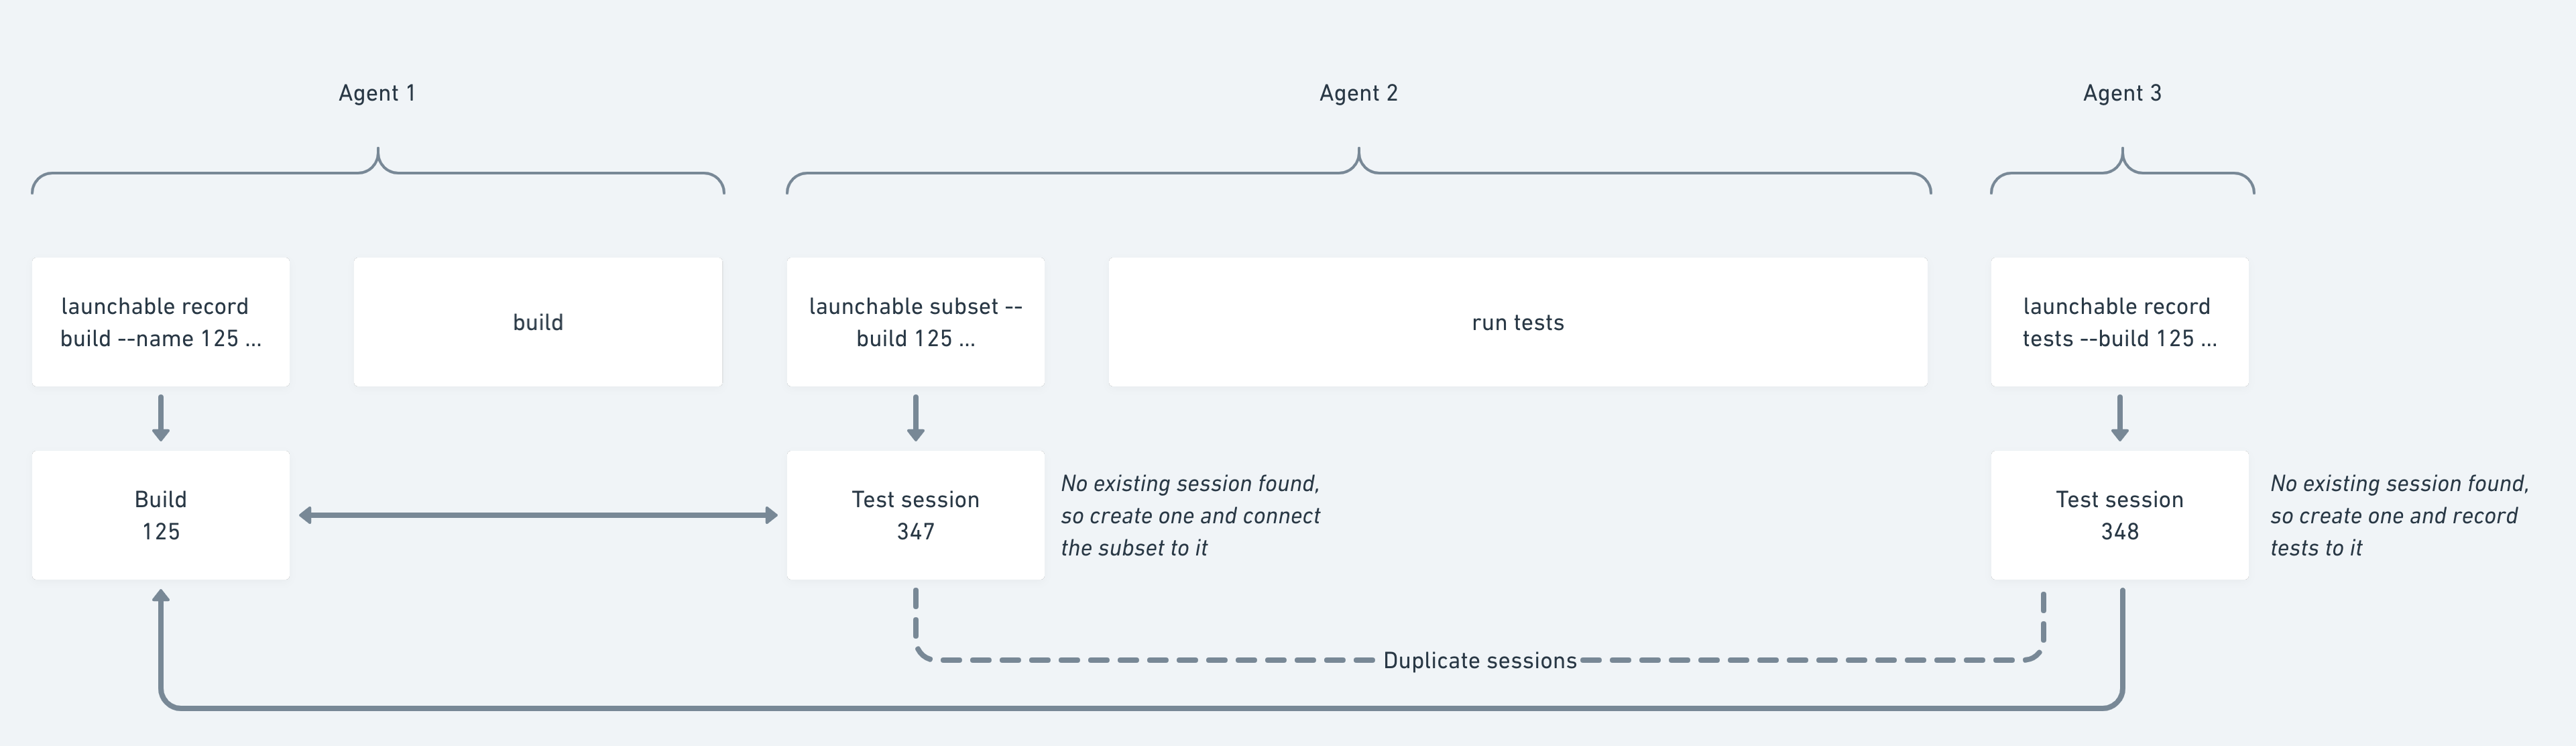 Agent 1
Agent 2
Agent 3
launchable record
build --name 125 ...
build
launchable subset --
build 125 ...
run tests
launchable record
tests --build 125 ...
Build
125
Test session
347
No existing session found,
so create one and connect
the subset to it
Test session
348
No existing session found,
so create one and record
tests to it
Duplicate sessions